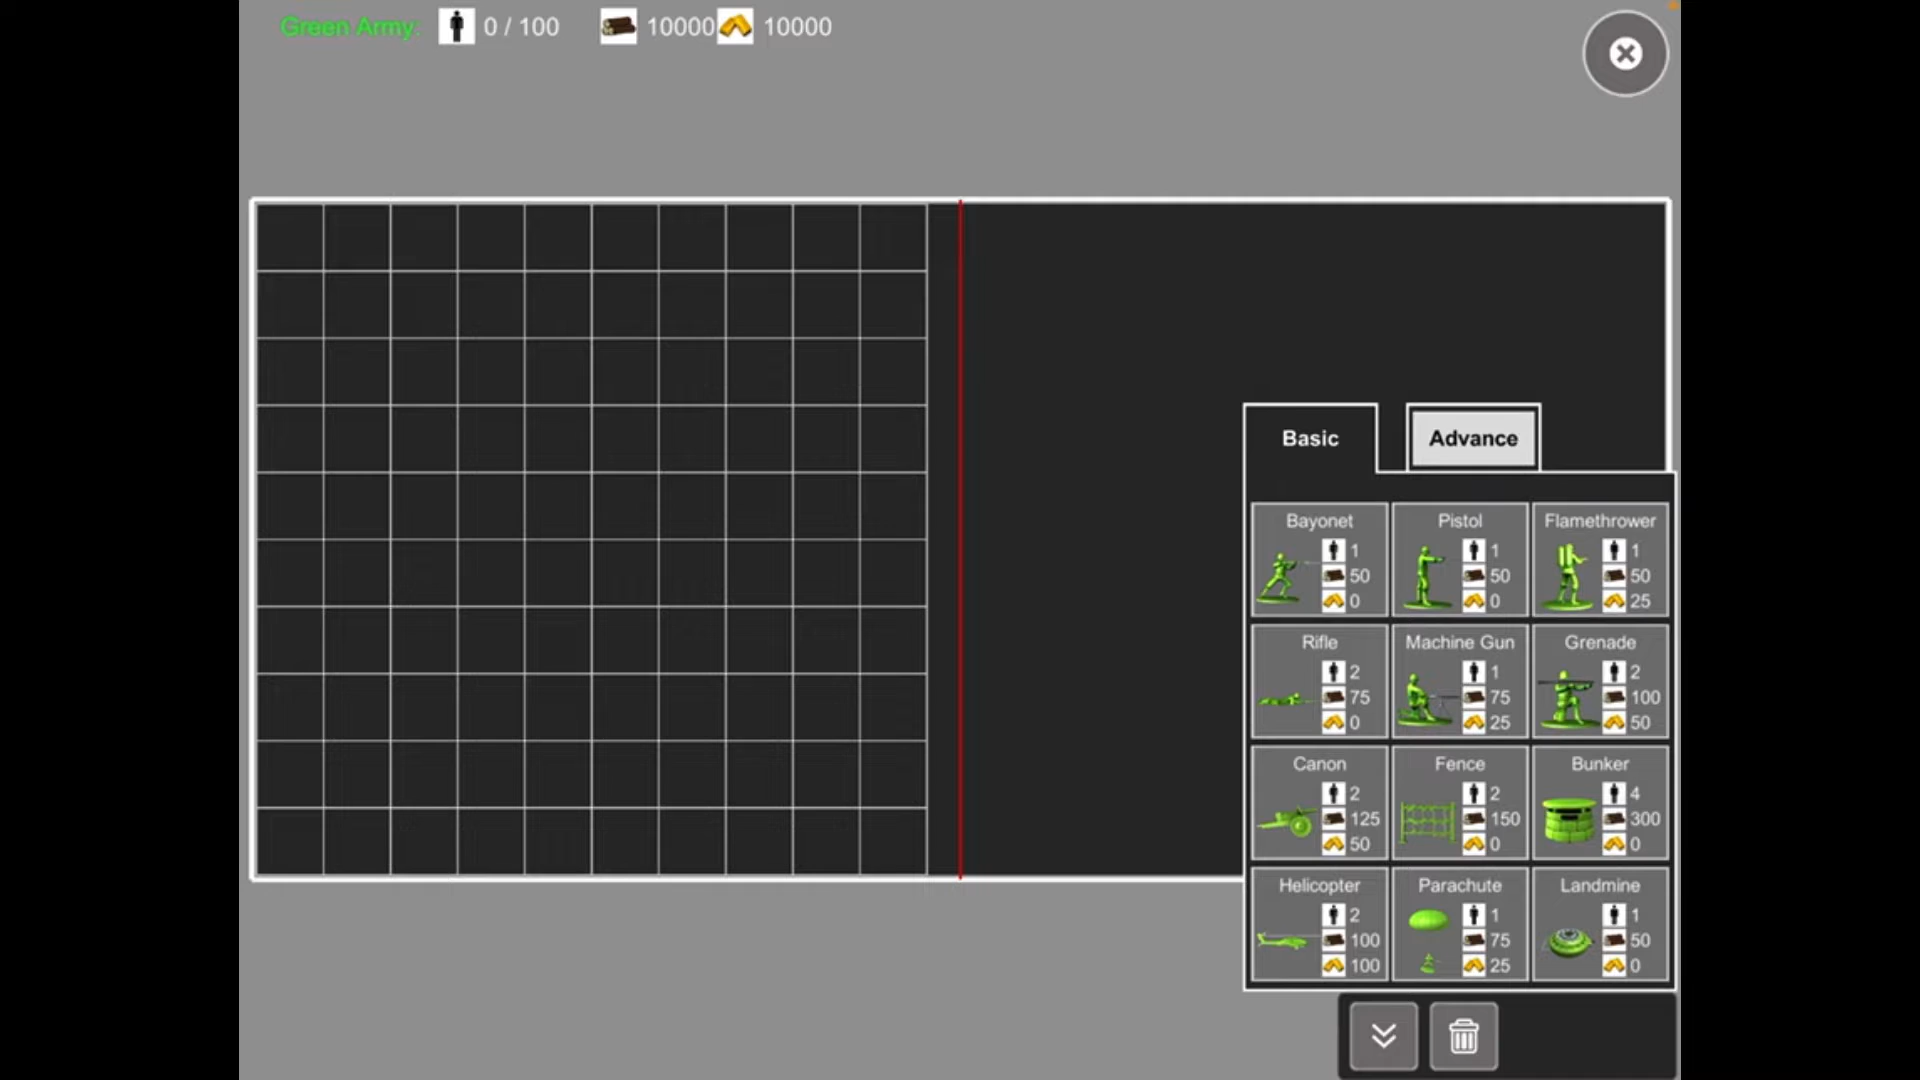 Green Army: 0 / 100 10000 10000
Basic Advance
Bayonet Pistol Flamethrower
1 1 1
50 50 50
0 0 25
Rifle Machine Gun Grenade
2 1 2
75 75 100
0 25 50
Canon Fence Bunker
2 2 4
125 150 300
50 0 0
Helicopter Parachute Landmine
2 1 1
100 75 50
100 25 0